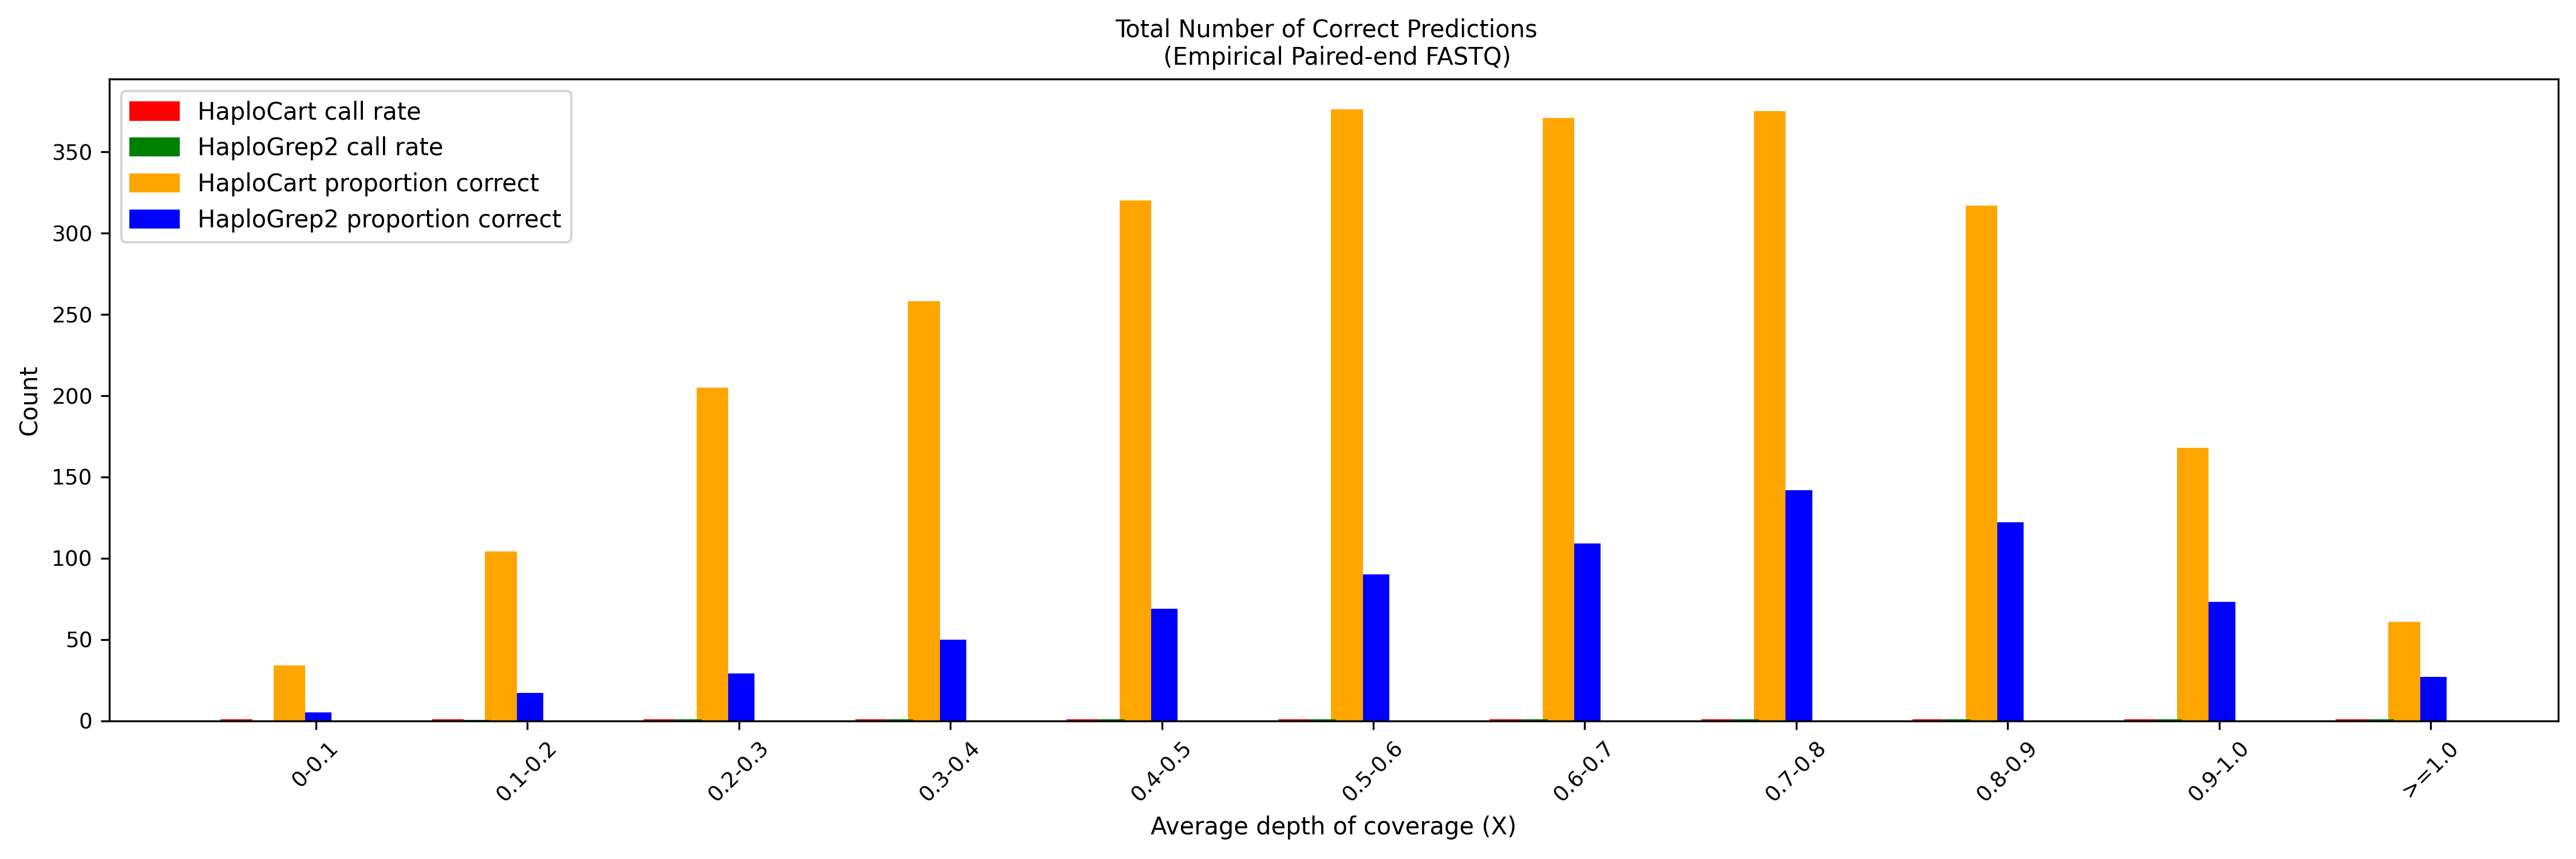 Total Number of Correct Predictions
(Empirical Paired-end FASTQ)
HaploCart call rate
HaploGrep2 call rate
HaploCart proportion correct
HaploGrep2 proportion correct
Count
350
300
250
200
150
100
50
0
0-0.1
0.1-0.2
0.2-0.3
0.3-0.4
0.4-0.5
0.5-0.6
0.6-0.7
0.7-0.8
0.8-0.9
0.9-1.0
>=1.0
Average depth of coverage (X)